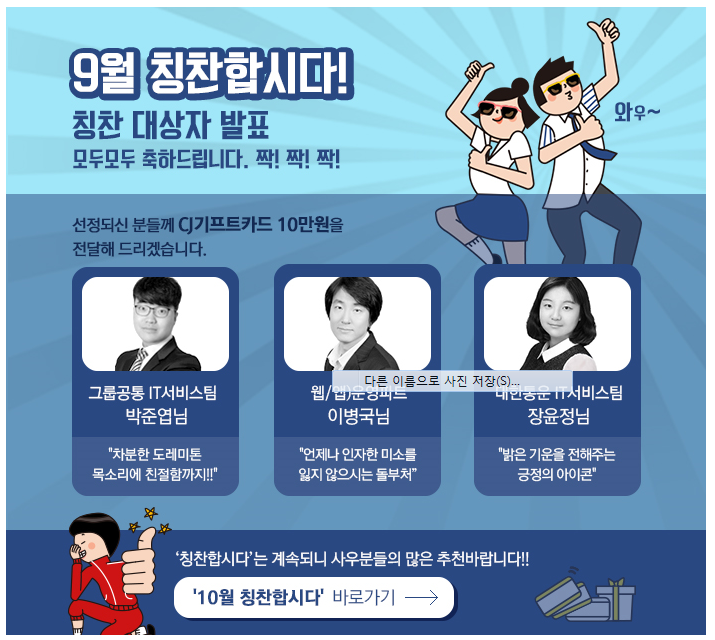 9월 칭찬합시다!
칭찬 대상자 발표
모두모두 축하드립니다. 짝! 짝! 짝!
와우~
선정되신 분들께 CJ기프트카드 10만원을
전달해 드리겠습니다.
그룹공통 IT서비스팀
박준엽님
"차분한 도레미톤
목소리에 친절함까지!!"
다른 이름으로 사진 저장(S)...
웹/앱)운영파트
이병국님
"언제나 인자한 미소를
잃지 않으시는 돌부처"
대한통운 IT서비스팀
장윤정님
"밝은 기운을 전해주는
긍정의 아이콘"
'칭찬합시다'는 계속되니 사우분들의 많은 추천바랍니다!!
'10월 칭찬합시다' 바로가기